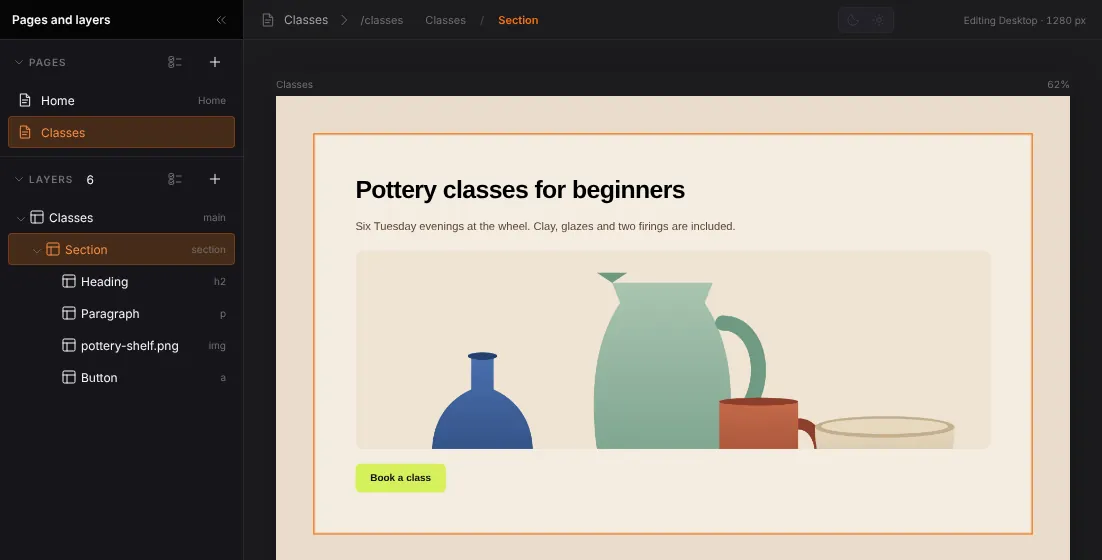 Pages and layers
Classes /classes Classes / Section
Editing Desktop · 1280 px
PAGES
Home Home
Classes
LAYERS 6
Classes main
Section section
Heading h2
Paragraph p
pottery-shelf.png img
Button a
Classes 62%
Pottery classes for beginners
Six Tuesday evenings at the wheel. Clay, glazes and two firings are included.
Book a class